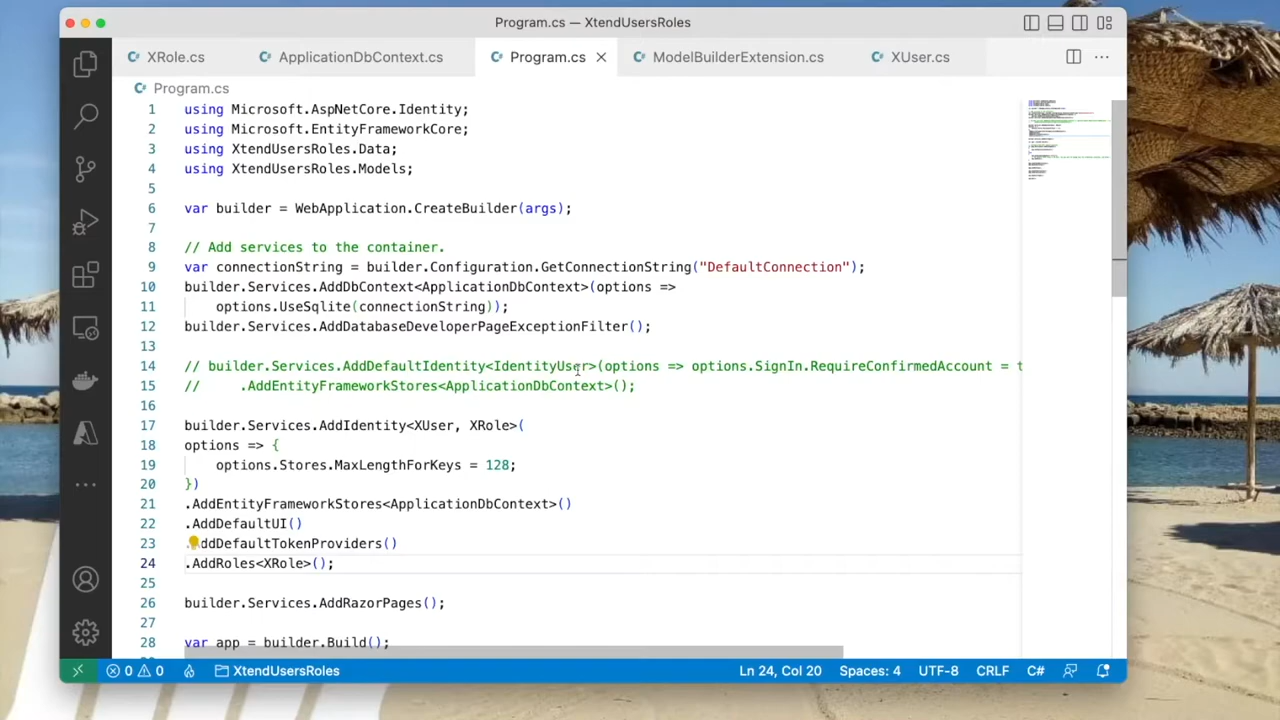 Program.cs — XtendUsersRoles
XRole.cs
ApplicationDbContext.cs
Program.cs
ModelBuilderExtension.cs
XUser.cs
Program.cs
1 using Microsoft.AspNetCore.Identity;
2 using Microsoft.EntityFrameworkCore;
3 using XtendUsersRoles.Data;
4 using XtendUsersRoles.Models;
5
6 var builder = WebApplication.CreateBuilder(args);
7
8 // Add services to the container.
9 var connectionString = builder.Configuration.GetConnectionString("DefaultConnection");
10 builder.Services.AddDbContext<ApplicationDbContext>(options =>
11 options.UseSqlite(connectionString));
12 builder.Services.AddDatabaseDeveloperPageExceptionFilter();
13
14 // builder.Services.AddDefaultIdentity<IdentityUser>(options => options.SignIn.RequireConfirmedAccount = t
15 // .AddEntityFrameworkStores<ApplicationDbContext>();
16
17 builder.Services.AddIdentity<XUser, XRole>(
18 options => {
19 options.Stores.MaxLengthForKeys = 128;
20 })
21 .AddEntityFrameworkStores<ApplicationDbContext>()
22 .AddDefaultUI()
23 .AddDefaultTokenProviders()
24 .AddRoles<XRole>();
25
26 builder.Services.AddRazorPages();
27
28 var app = builder.Build();
0 0 XtendUsersRoles Ln 24, Col 20 Spaces: 4 UTF-8 CRLF C#